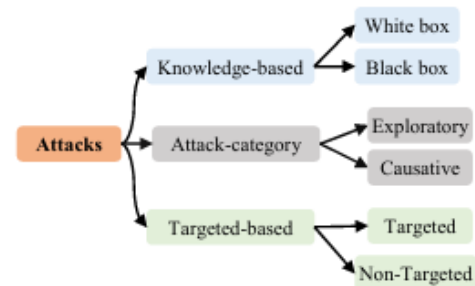 Attacks
Knowledge-based
White box
Black box
Attack-category
Exploratory
Causative
Targeted-based
Targeted
Non-Targeted